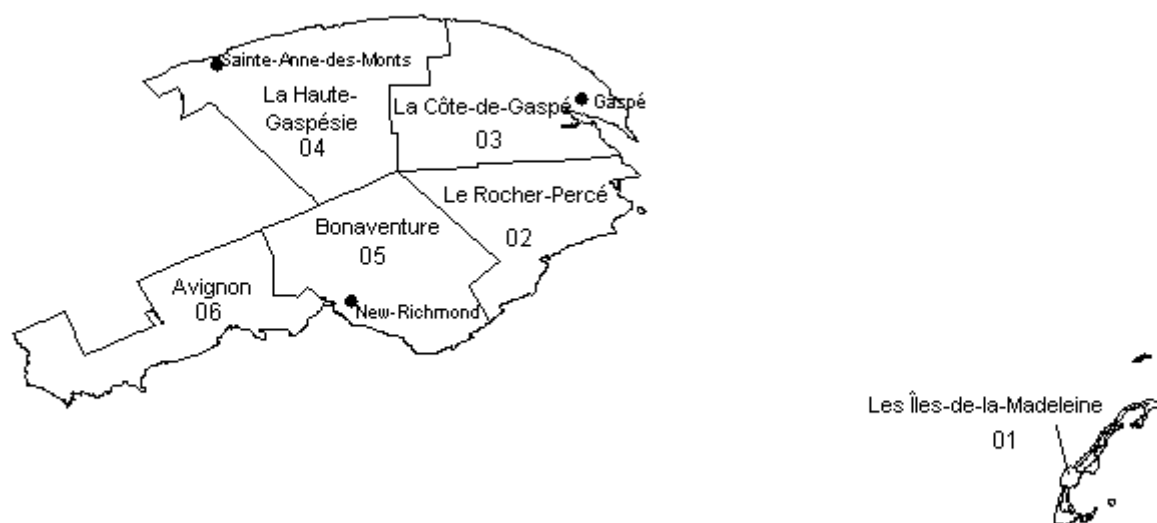 Sainte-Anne-des-Monts
La Haute-
Gaspésie
04
La Côte-de-Gaspé
03
Gaspé
Le Rocher-Percé
02
Bonaventure
05
Avignon
06
New-Richmond
Les Îles-de-la-Madeleine
01